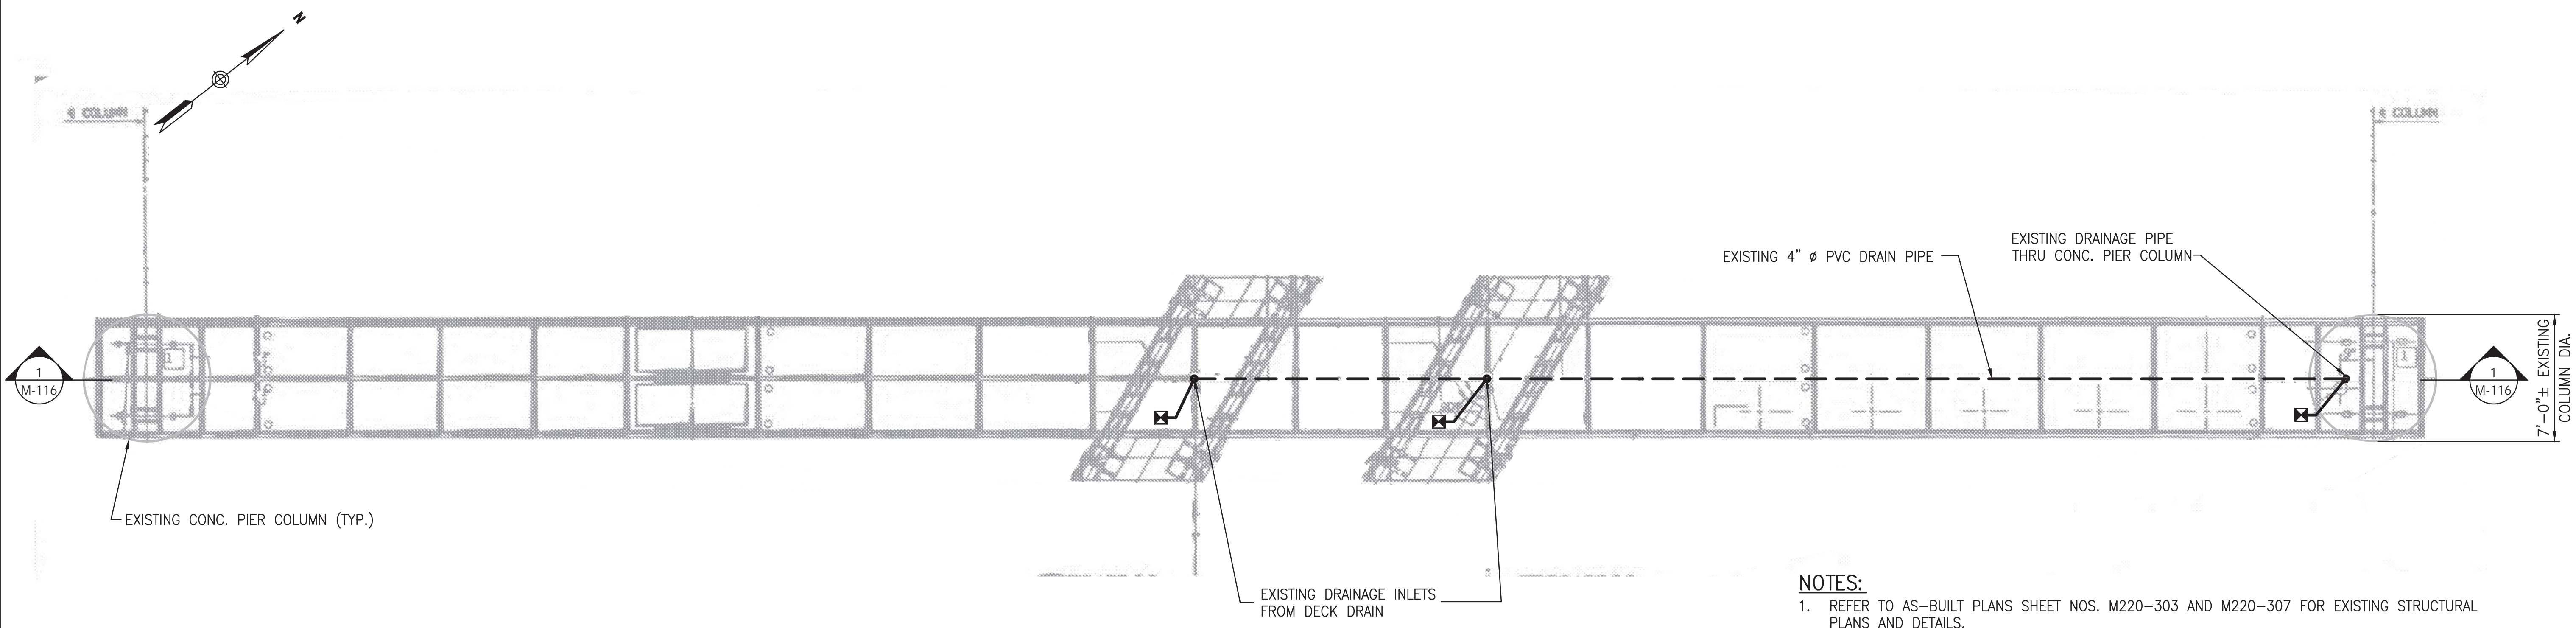 N
℄ COLUMN
℄ COLUMN
EXISTING DRAINAGE PIPE
THRU CONC. PIER COLUMN
EXISTING 4" ø PVC DRAIN PIPE
1
M-116
1
1
1
M-116
7'-0"± EXISTING
COLUMN DIA.
EXISTING CONC. PIER COLUMN (TYP.)
EXISTING DRAINAGE INLETS
FROM DECK DRAIN
NOTES:
1. REFER TO AS-BUILT PLANS SHEET NOS. M220-303 AND M220-307 FOR EXISTING STRUCTURAL
PLANS AND DETAILS.